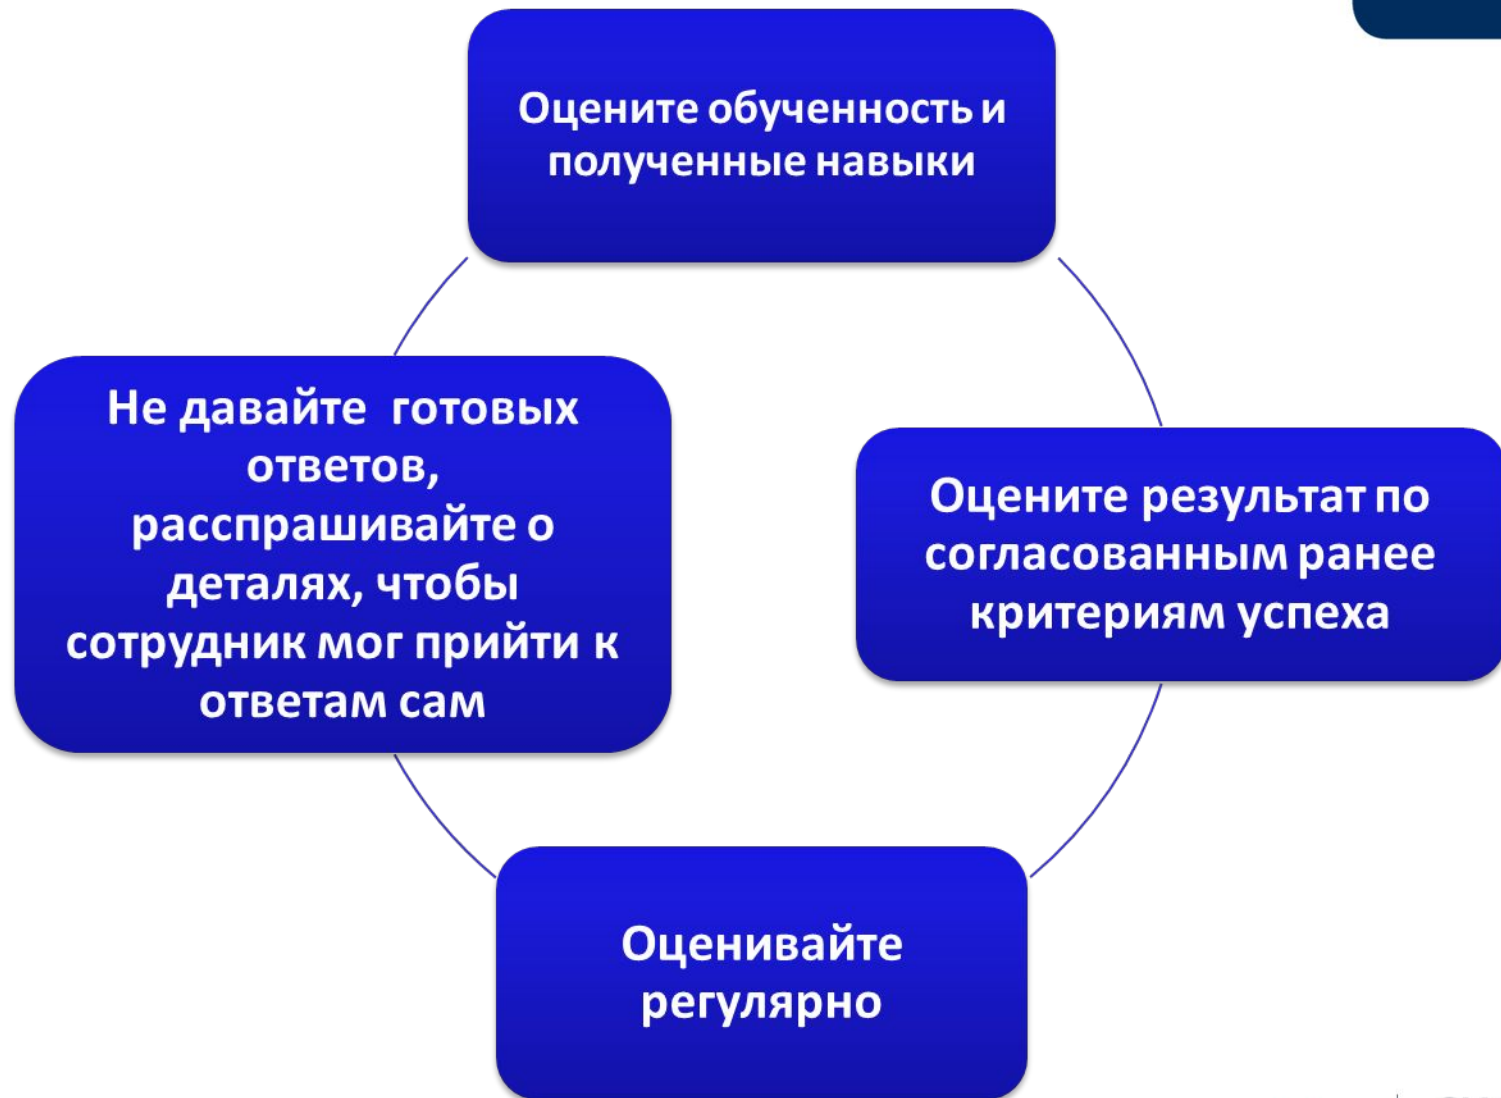 Оцените обученность и
полученные навыки
Не давайте готовых
ответов,
расспрашивайте о
деталях, чтобы
сотрудник мог прийти к
ответам сам
Оцените результат по
согласованным ранее
критериям успеха
Оценивайте
регулярно